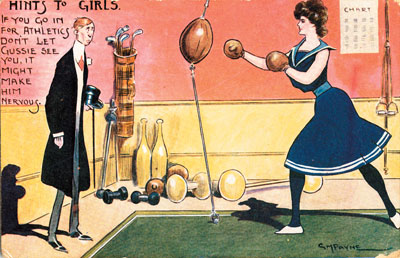 HINTS TO GIRLS.
IF YOU GO IN
FOR ATHLETICS
DON'T LET
GUSSIE SEE
YOU, IT
MIGHT
MAKE
HIM
NERVOUS.
CHART
G.M.PAYNE